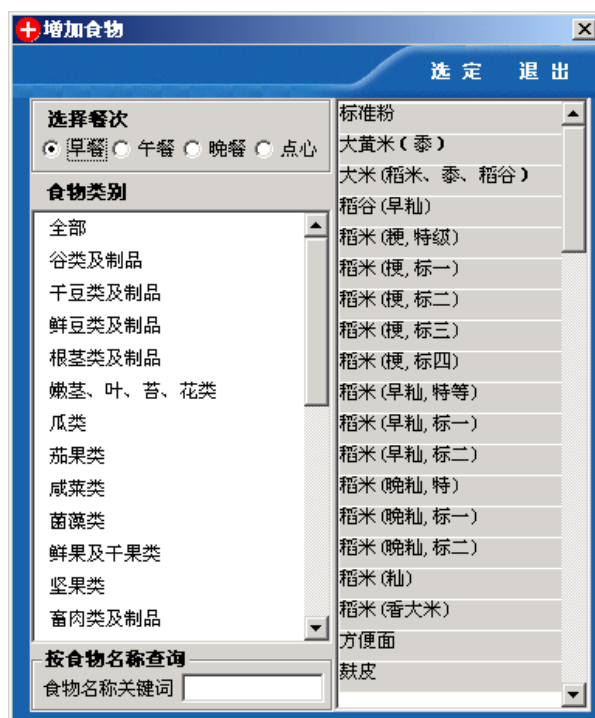 增加食物
选定 退出
选择餐次
早餐 午餐 晚餐 点心
食物类别
全部
谷类及制品
干豆类及制品
鲜豆类及制品
根茎类及制品
嫩茎、叶、苔、花类
瓜类
茄果类
咸菜类
菌藻类
鲜果及干果类
坚果类
畜肉类及制品
按食物名称查询
食物名称关键词
标准粉
大黄米(黍)
大米(稻米、黍、稻谷)
稻谷(早籼)
稻米(粳,特级)
稻米(粳,标一)
稻米(粳,标二)
稻米(粳,标三)
稻米(粳,标四)
稻米(早籼,特等)
稻米(早籼,标一)
稻米(早籼,标二)
稻米(晚籼,特)
稻米(晚籼,标一)
稻米(晚籼,标二)
稻米(籼)
稻米(香大米)
方便面
麸皮